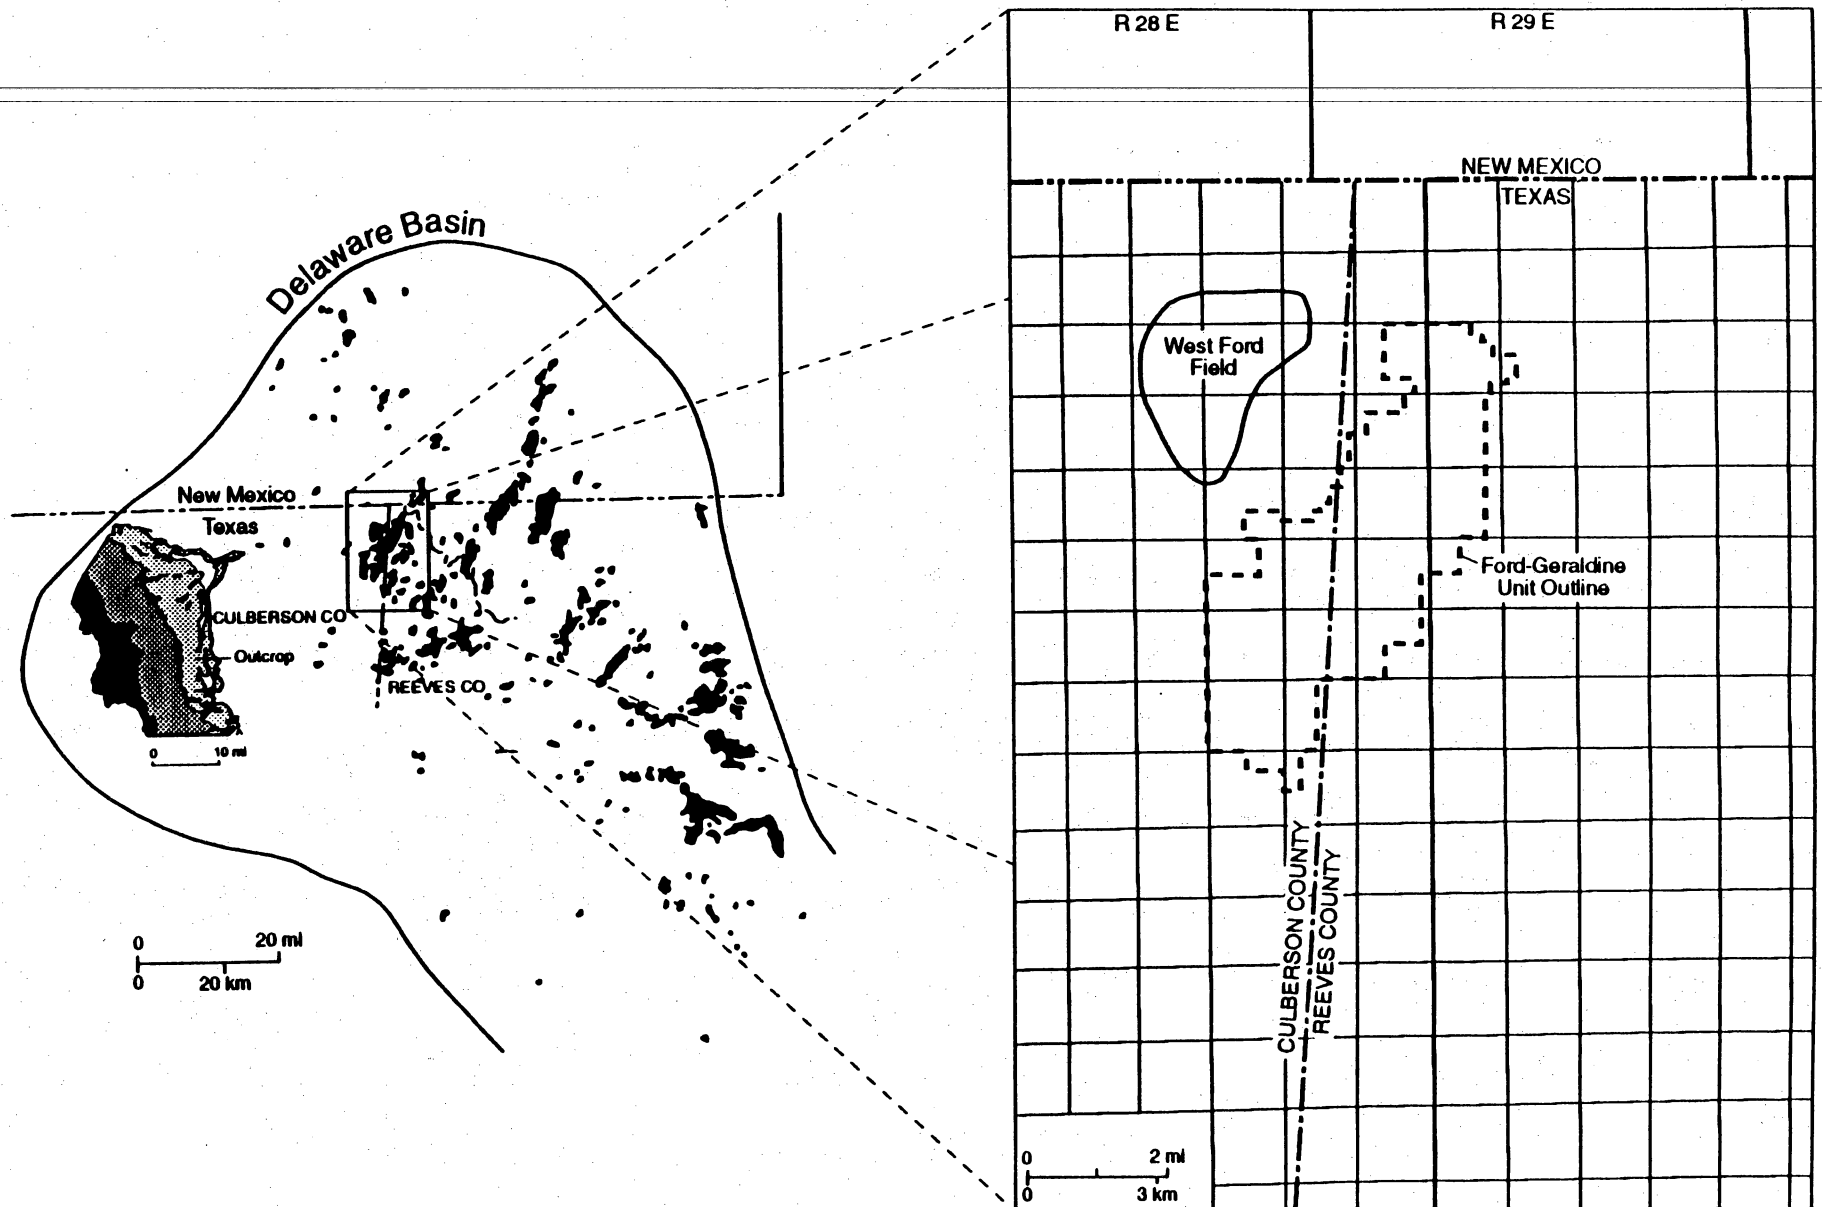 Delaware Basin
New Mexico
Texas
CULBERSON CO
Outcrop
REEVES CO
0 10 mi
0 20 mi
0 20 km
R 28 E
R 29 E
NEW MEXICO
TEXAS
West Ford
Field
Ford-Geraldine
Unit Outline
CULBERSON COUNTY
REEVES COUNTY
0 2 mi
0 3 km